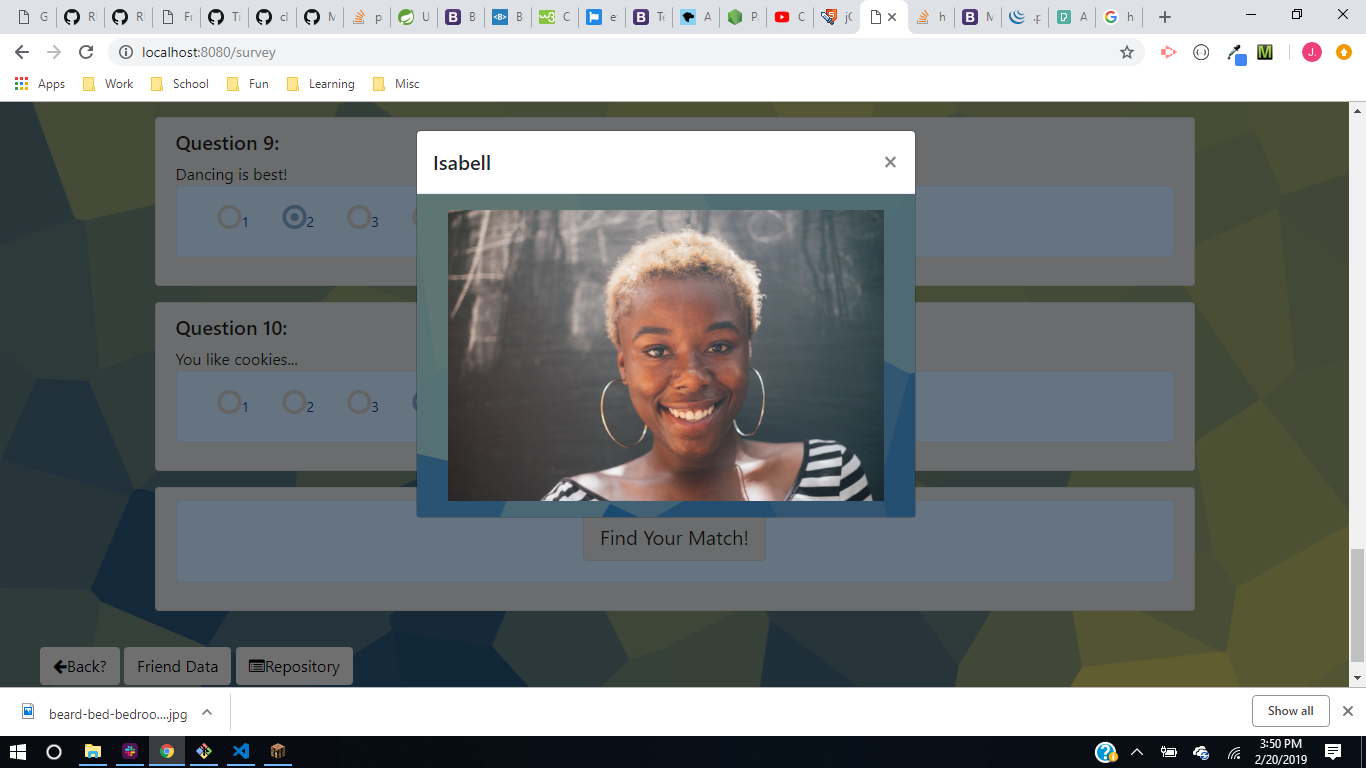 G
R
R
Fr
Ti
cl
M
p
U
B
B
C
e
Te
A
P
C
jC
h
M
.p
A
h
localhost:8080/survey
J.
M
Apps
Work
School
Fun
Learning
Misc
Question 9:
Dancing is best!
1
2
3
Isabell
×
Question 10:
You like cookies...
1
2
3
Find Your Match!
Back?
Friend Data
Repository
beard-bed-bedroo....jpg
Show all
3:50 PM
2/20/2019